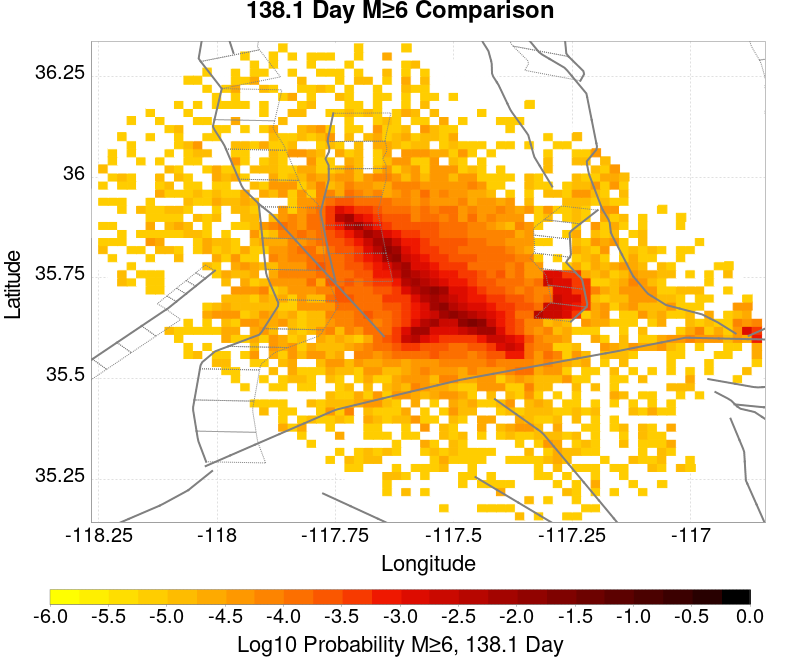 138.1 Day M≥6 Comparison
36.25
36
35.75
35.5
35.25
Latitude
-118.25 -118 -117.75 -117.5 -117.25 -117
Longitude
-6.0 -5.5 -5.0 -4.5 -4.0 -3.5 -3.0 -2.5 -2.0 -1.5 -1.0 -0.5 0.0
Log10 Probability M≥6, 138.1 Day